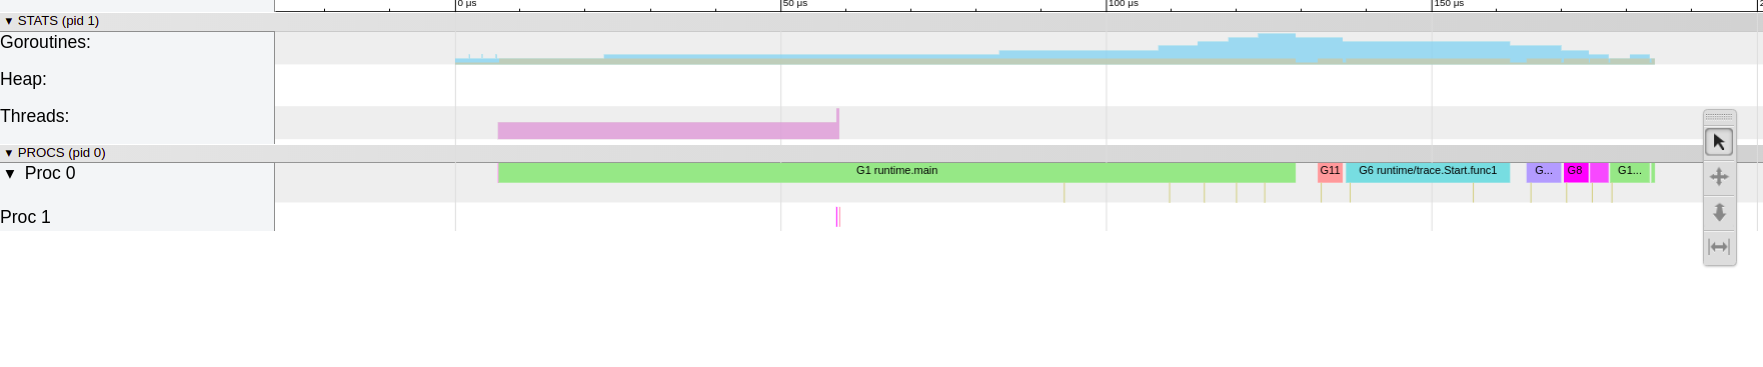 0 µs 50 µs 100 µs 150 µs
▼ STATS (pid 1)
Goroutines:
Heap:
Threads:
▼ PROCS (pid 0)
▼ Proc 0 G1 runtime.main G11 G6 runtime/trace.Start.func1 G... G8 G1...
Proc 1